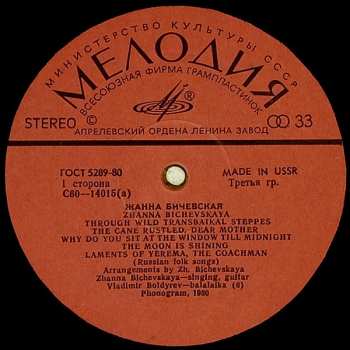 МИНИСТЕРСТВО КУЛЬТУРЫ СССР
МЕЛОДИЯ
ВСЕСОЮЗНАЯ ФИРМА ГРАМПЛАСТИНОК
STEREO 33
АПРЕЛЕВСКИЙ ОРДЕНА ЛЕНИНА ЗАВОД
ГОСТ 5289-80 MADE IN USSR
1 сторона Третья гр.
С60—14015(а)
ЖАННА БИЧЕВСКАЯ
ZHANNA BICHEVSKAYA
THROUGH WILD TRANSBAIKAL STEPPES
THE CANE RUSTLED, DEAR MOTHER
WHY DO YOU SIT AT THE WINDOW TILL MIDNIGHT
THE MOON IS SHINING
LAMENTS OF YEREMA, THE COACHMAN
(Russian folk songs)
Arrangements by Zh. Bichevskaya
Zhanna Bichevskaya—singing, guitar
Vladimir Boldyrev—balalaika (6)
Phonogram, 1980